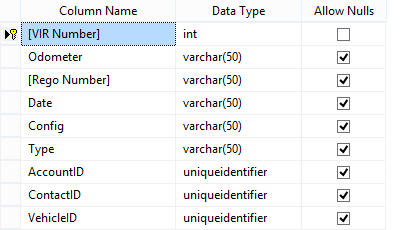 Column Name Data Type Allow Nulls
[VIR Number] int
Odometer varchar(50)
[Rego Number] varchar(50)
Date varchar(50)
Config varchar(50)
Type varchar(50)
AccountID uniqueidentifier
ContactID uniqueidentifier
VehicleID uniqueidentifier